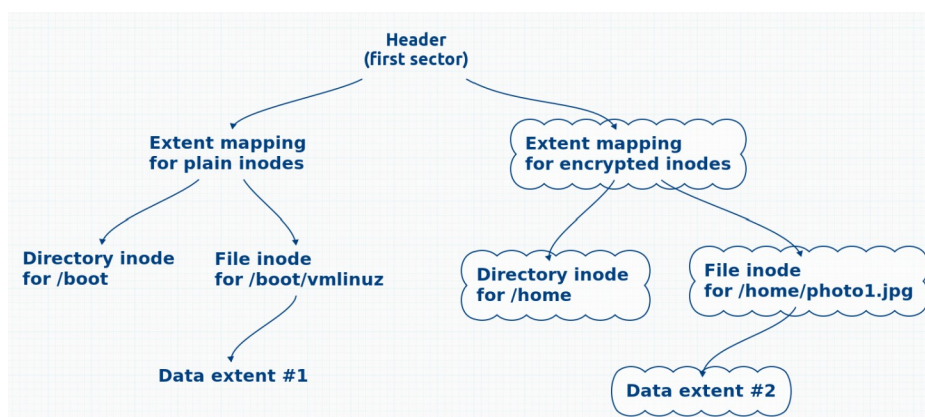 Header
(first sector)
Extent mapping
for plain inodes
Extent mapping
for encrypted inodes
Directory inode
for /boot
File inode
for /boot/vmlinuz
Directory inode
for /home
File inode
for /home/photo1.jpg
Data extent #1
Data extent #2